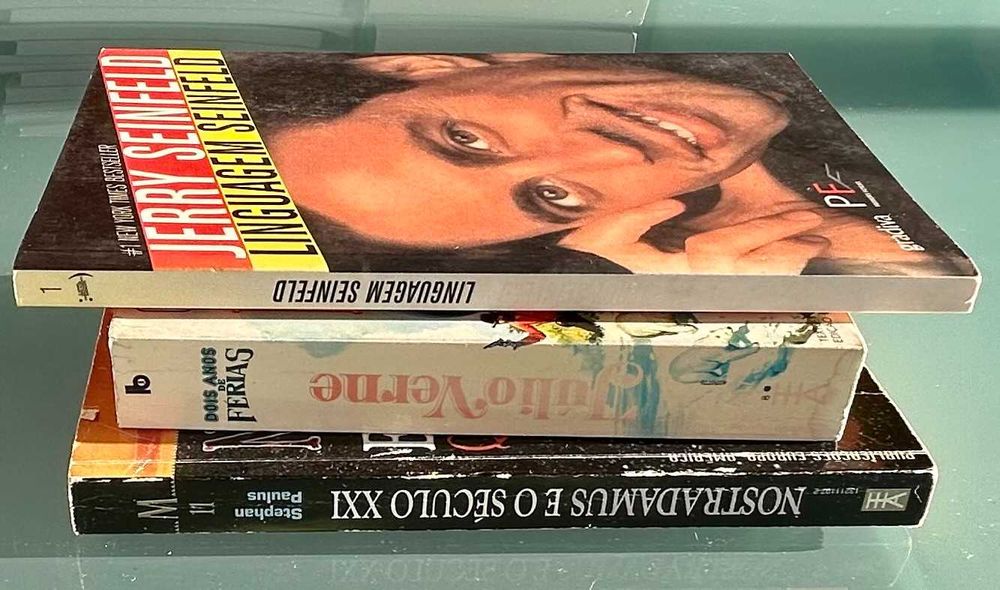 #1 NEW YORK TIMES BESTSELLER
JERRY SEINFELD
LINGUAGEM SEINFELD
gradiva
1
LINGUAGEM SEINFELD
DOIS ANOS
DE
FÉRIAS
Júlio Verne
PUBLICAÇÕES EUROPA-AMÉRICA
M
11
Stephan
Paulus
NOSTRADAMUS E O SÉCULO XXI